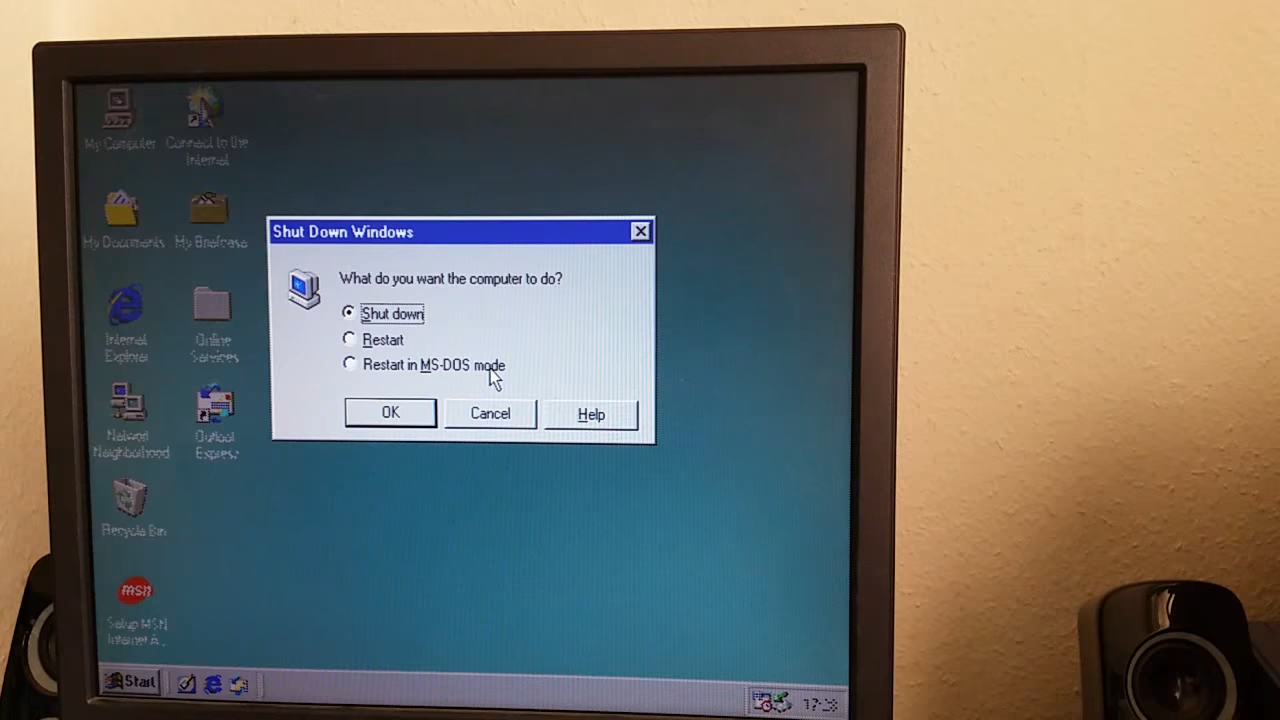 My Computer
Connect to the
Internet
My Documents
My Briefcase
Internet
Explorer
Online
Services
Network
Neighborhood
Outlook
Express
Recycle Bin
msn
Setup MSN
Internet A...
Shut Down Windows
What do you want the computer to do?
Shut down
Restart
Restart in MS-DOS mode
OK
Cancel
Help
Start